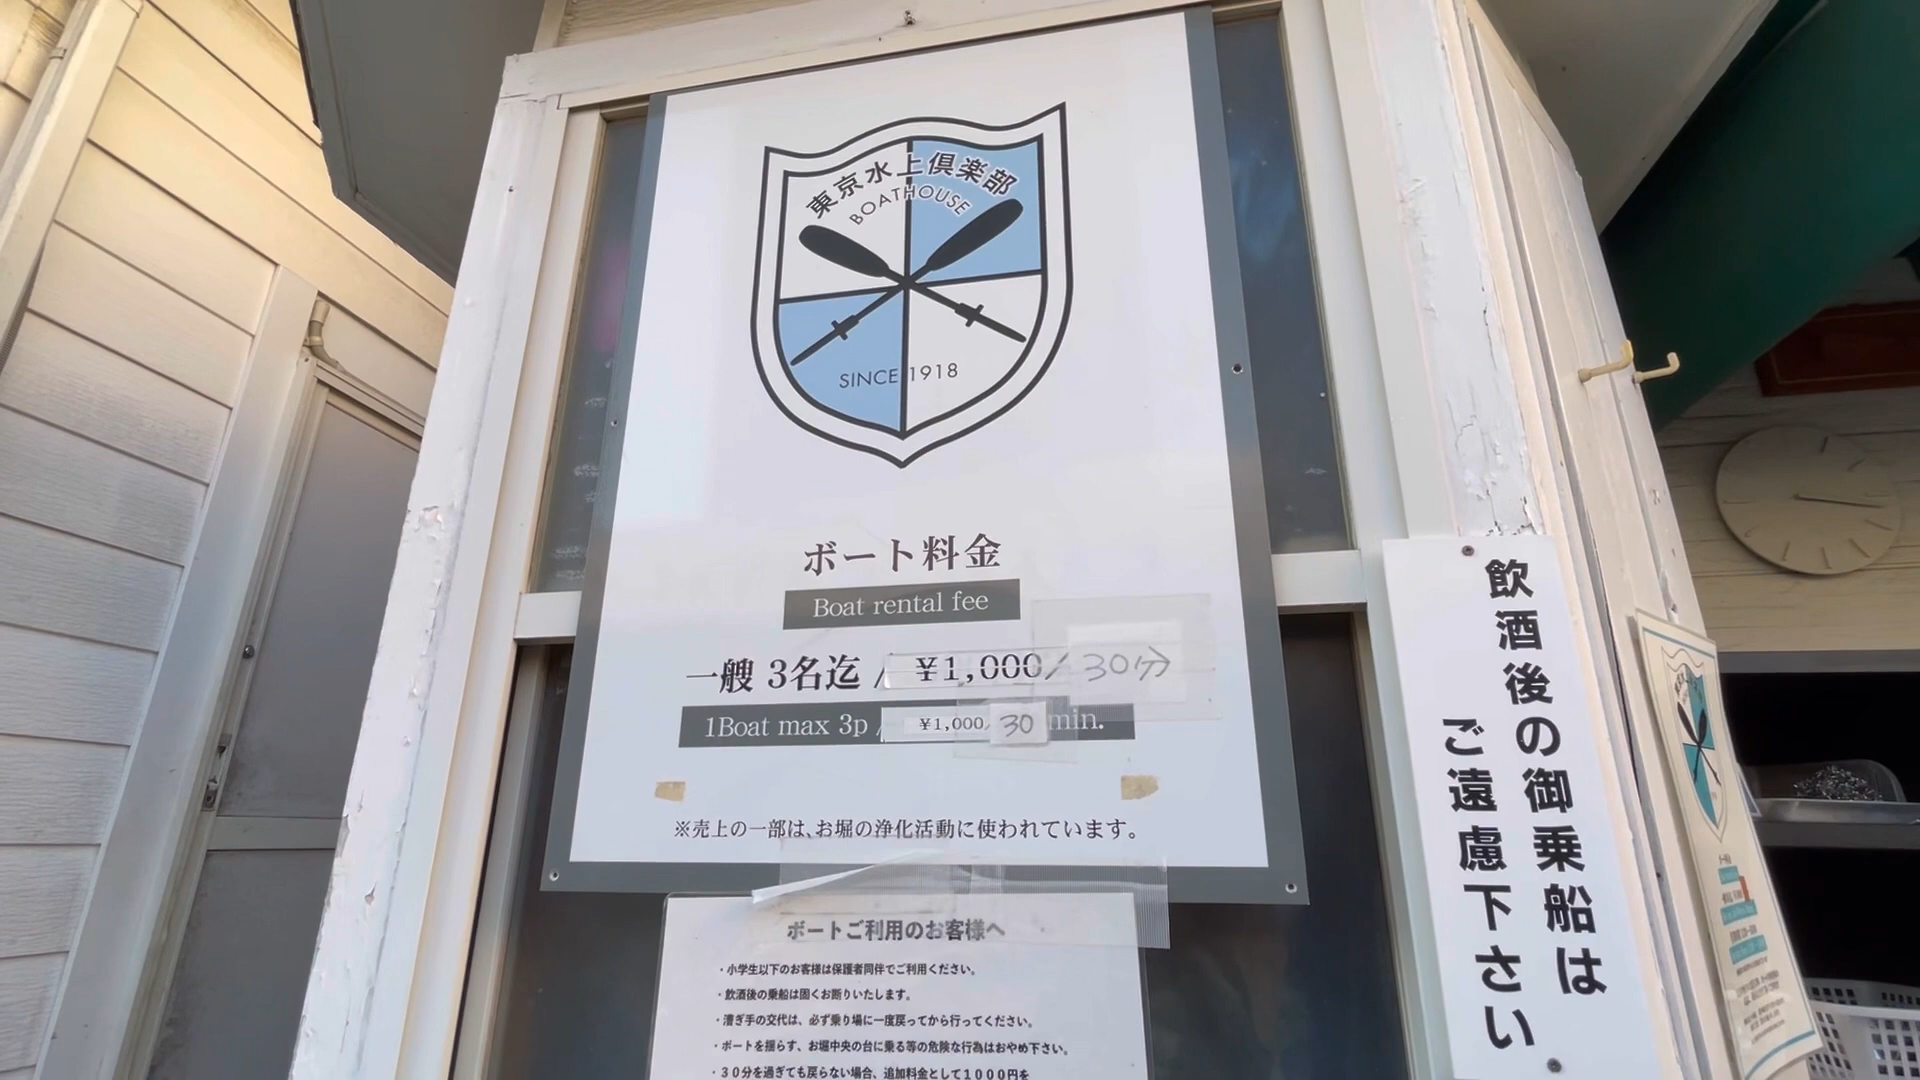 東京水上倶楽部
BOATHOUSE
SINCE 1918
ボート料金
Boat rental fee
一艘 3名迄 / ¥1,000/30分
1Boat max 3p / ¥1,000/30 min.
※売上の一部は、お堀の浄化活動に使われています。
ボートご利用のお客様へ
・小学生以下のお客様は保護者同伴でご利用ください。
・飲酒後の乗船は固くお断りいたします。
・漕ぎ手の交代は、必ず乗り場に一度戻ってから行ってください。
・ボートを揺らす、お堀中央の台に乗る等の危険な行為はおやめ下さい。
・30分を過ぎても戻らない場合、追加料金として1000円を
飲酒後の御乗船は
ご遠慮下さい